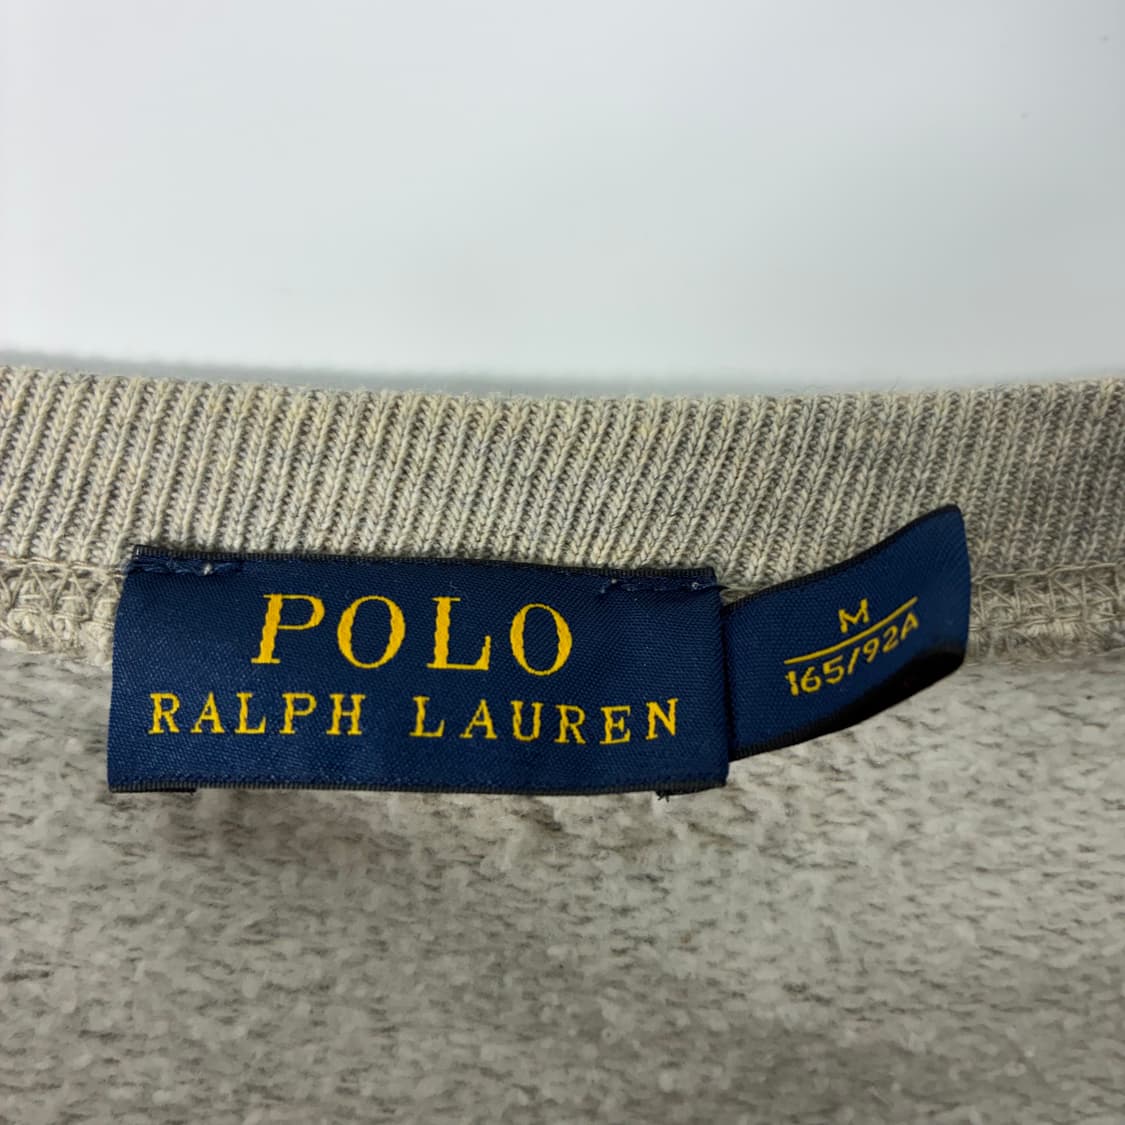 POLO
RALPH LAUREN
M
165/92A